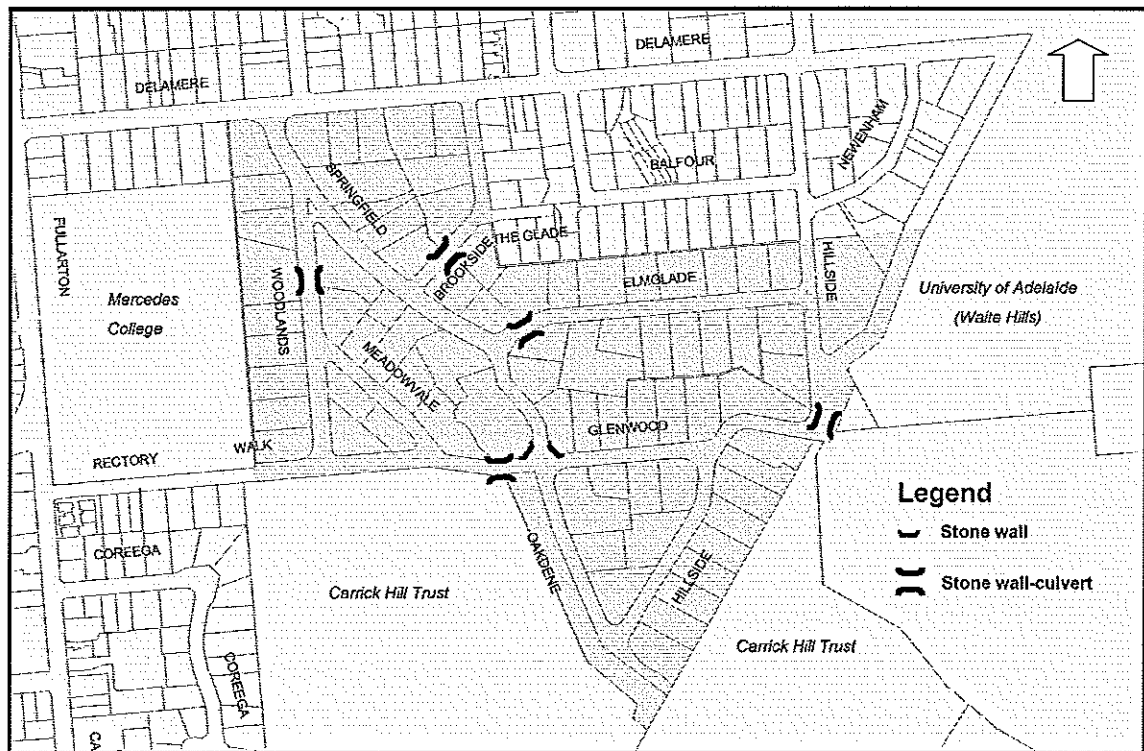 DELAMERE
DELAMERE
NEWENHAM
BALFOUR
SPRINGFIELD
THE GLADE
BROOKSIDE
FULLARTON
WOODLANDS
HILLSIDE
ELMGLADE
Mercedes
College
University of Adelaide
(Waite Hills)
MEADOWVALE
GLENWOOD
WALK
RECTORY
Legend
Stone wall
Stone wall-culvert
COREEGA
OAKDENE
HILLSIDE
Carrick Hill Trust
Carrick Hill Trust
COREEGA
CA